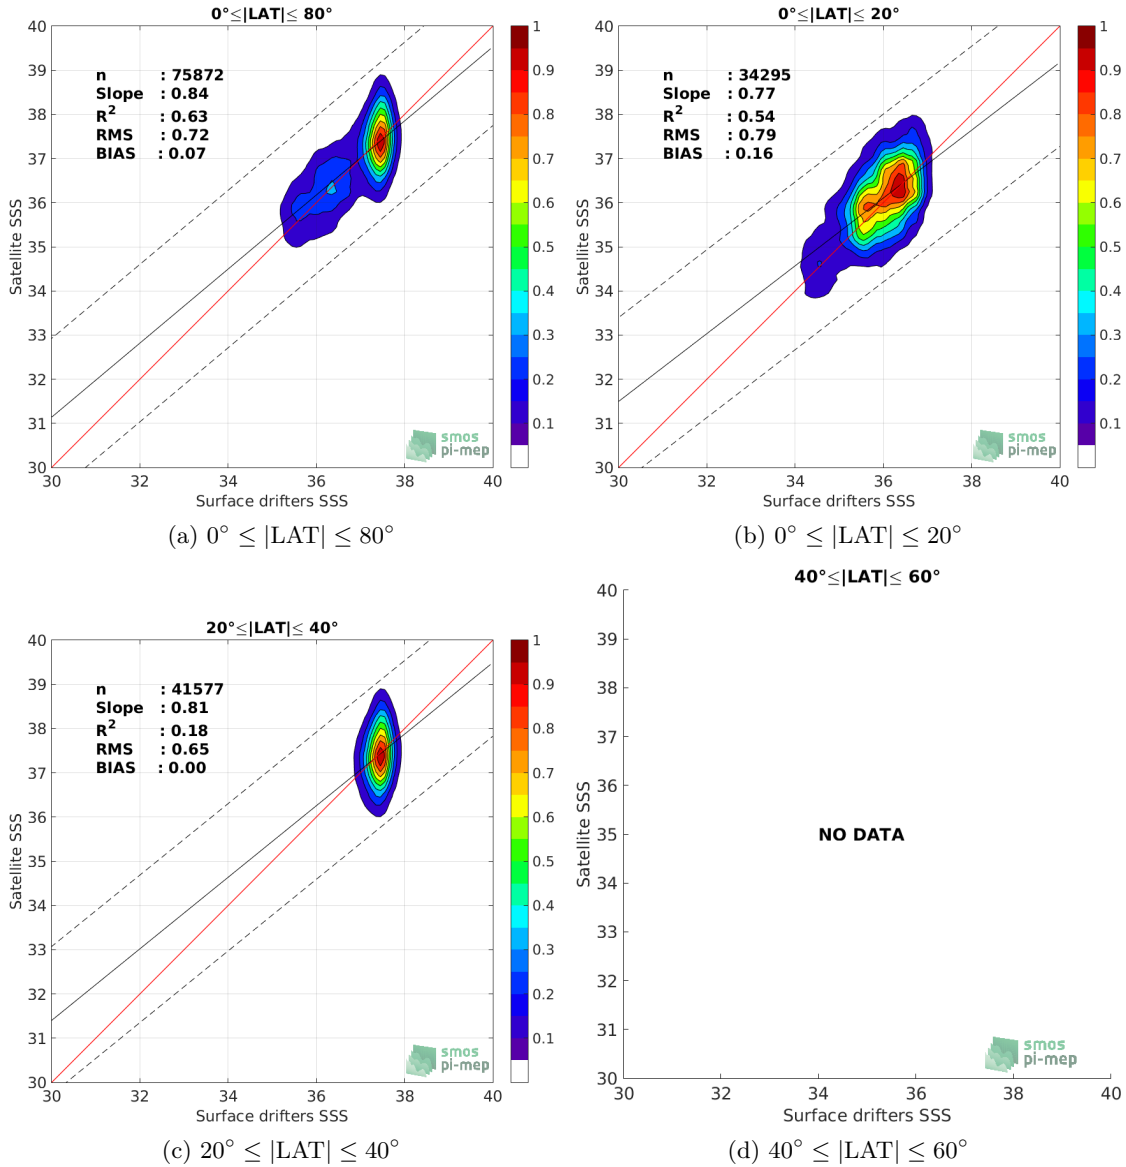 0°≤|LAT|≤ 80°
n : 75872
Slope : 0.84
R² : 0.63
RMS : 0.72
BIAS : 0.07
40
39
38
37
36
35
34
33
32
31
30
Satellite SSS
30 32 34 36 38 40
Surface drifters SSS
1
0.9
0.8
0.7
0.6
0.5
0.4
0.3
0.2
0.1
smos
pi-mep
(a) 0° ≤ |LAT| ≤ 80°
0°≤|LAT|≤ 20°
n : 34295
Slope : 0.77
R² : 0.54
RMS : 0.79
BIAS : 0.16
40
39
38
37
36
35
34
33
32
31
30
Satellite SSS
30 32 34 36 38 40
Surface drifters SSS
1
0.9
0.8
0.7
0.6
0.5
0.4
0.3
0.2
0.1
smos
pi-mep
(b) 0° ≤ |LAT| ≤ 20°
20°≤|LAT|≤ 40°
n : 41577
Slope : 0.81
R² : 0.18
RMS : 0.65
BIAS : 0.00
40
39
38
37
36
35
34
33
32
31
30
Satellite SSS
30 32 34 36 38 40
Surface drifters SSS
1
0.9
0.8
0.7
0.6
0.5
0.4
0.3
0.2
0.1
smos
pi-mep
(c) 20° ≤ |LAT| ≤ 40°
40°≤|LAT|≤ 60°
40
39
38
37
36
35
34
33
32
31
30
Satellite SSS
NO DATA
30 32 34 36 38 40
Surface drifters SSS
smos
pi-mep
(d) 40° ≤ |LAT| ≤ 60°